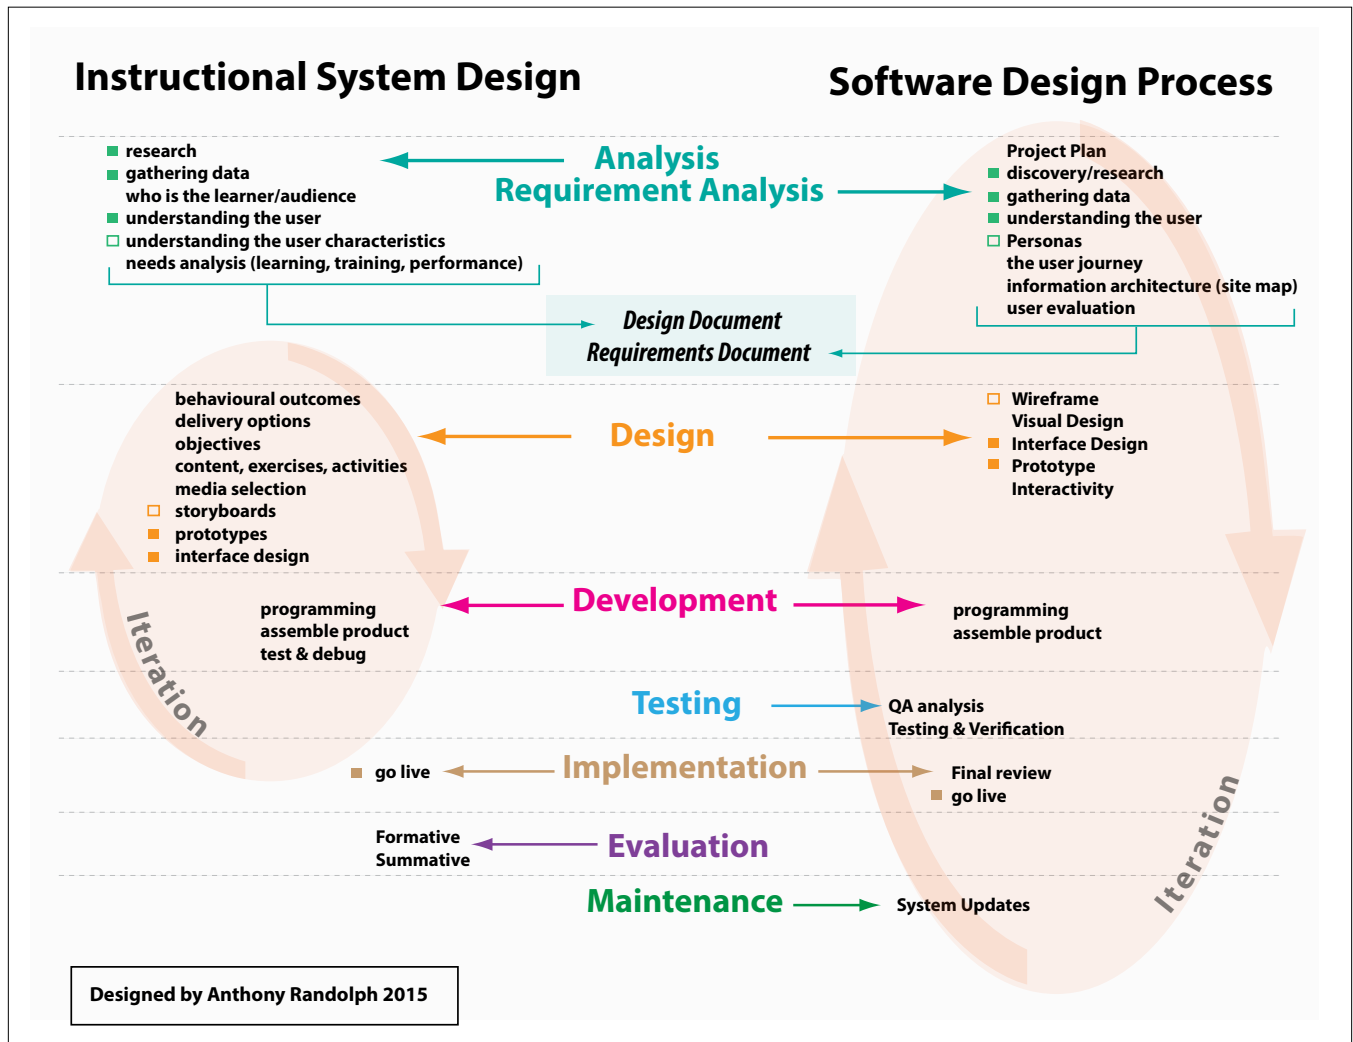 Instructional System Design
Software Design Process
Analysis
Requirement Analysis
research
gathering data
who is the learner/audience
understanding the user
understanding the user characteristics
needs analysis (learning, training, performance)
Project Plan
discovery/research
gathering data
understanding the user
Personas
the user journey
information architecture (site map)
user evaluation
Design Document
Requirements Document
Design
behavioural outcomes
delivery options
objectives
content, exercises, activities
media selection
storyboards
prototypes
interface design
Wireframe
Visual Design
Interface Design
Prototype
Interactivity
Development
programming
assemble product
test & debug
programming
assemble product
Iteration
Testing
QA analysis
Testing & Verification
Implementation
go live
Final review
go live
Iteration
Evaluation
Formative
Summative
Maintenance
System Updates
Designed by Anthony Randolph 2015